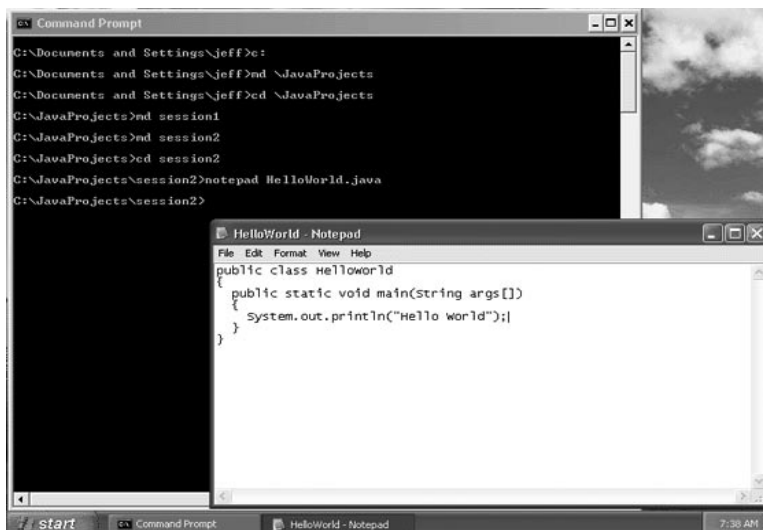 Command Prompt
C:\Documents and Settings\jeff>c:
C:\Documents and Settings\jeff>md \JavaProjects
C:\Documents and Settings\jeff>cd \JavaProjects
C:\JavaProjects>md session1
C:\JavaProjects>md session2
C:\JavaProjects>cd session2
C:\JavaProjects\session2>notepad HelloWorld.java
C:\JavaProjects\session2>
HelloWorld - Notepad
File Edit Format View Help
public class HelloWorld
{
public static void main(String args[])
{
System.out.println("Hello World");
}
}
start Command Prompt HelloWorld - Notepad 7:38 AM